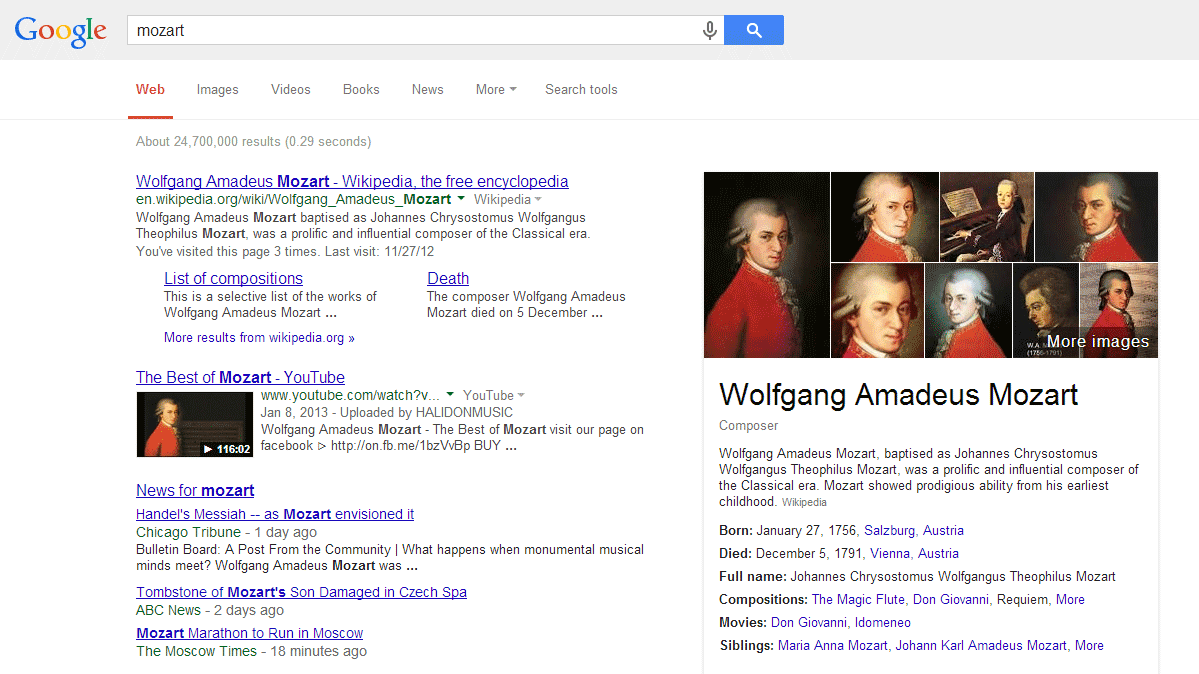 Google
mozart
Web Images Videos Books News More Search tools
About 24,700,000 results (0.29 seconds)
Wolfgang Amadeus Mozart - Wikipedia, the free encyclopedia
en.wikipedia.org/wiki/Wolfgang_Amadeus_Mozart Wikipedia
Wolfgang Amadeus Mozart baptised as Johannes Chrysostomus Wolfgangus
Theophilus Mozart, was a prolific and influential composer of the Classical era.
You've visited this page 3 times. Last visit: 11/27/12
List of compositions
This is a selective list of the works of
Wolfgang Amadeus Mozart ...
Death
The composer Wolfgang Amadeus
Mozart died on 5 December ...
More results from wikipedia.org »
The Best of Mozart - YouTube
www.youtube.com/watch?v... YouTube
Jan 8, 2013 - Uploaded by HALIDONMUSIC
Wolfgang Amadeus Mozart - The Best of Mozart visit our page on
facebook ⊳ http://on.fb.me/1bzVvBp BUY ...
► 116:02
News for mozart
Handel's Messiah -- as Mozart envisioned it
Chicago Tribune - 1 day ago
Bulletin Board: A Post From the Community | What happens when monumental musical
minds meet? Wolfgang Amadeus Mozart was ...
Tombstone of Mozart's Son Damaged in Czech Spa
ABC News - 2 days ago
Mozart Marathon to Run in Moscow
The Moscow Times - 18 minutes ago
W.A. M
(1756-1791)
More images
Wolfgang Amadeus Mozart
Composer
Wolfgang Amadeus Mozart, baptised as Johannes Chrysostomus
Wolfgangus Theophilus Mozart, was a prolific and influential composer of
the Classical era. Mozart showed prodigious ability from his earliest
childhood. Wikipedia
Born: January 27, 1756, Salzburg, Austria
Died: December 5, 1791, Vienna, Austria
Full name: Johannes Chrysostomus Wolfgangus Theophilus Mozart
Compositions: The Magic Flute, Don Giovanni, Requiem, More
Movies: Don Giovanni, Idomeneo
Siblings: Maria Anna Mozart, Johann Karl Amadeus Mozart, More